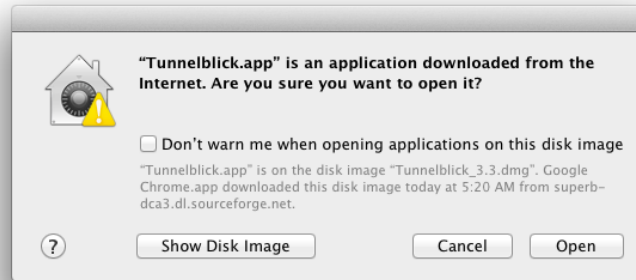 “Tunnelblick.app” is an application downloaded from the
Internet. Are you sure you want to open it?
Don’t warn me when opening applications on this disk image
“Tunnelblick.app” is on the disk image “Tunnelblick_3.3.dmg”. Google
Chrome.app downloaded this disk image today at 5:20 AM from superb-
dca3.dl.sourceforge.net.
?
Show Disk Image
Cancel
Open